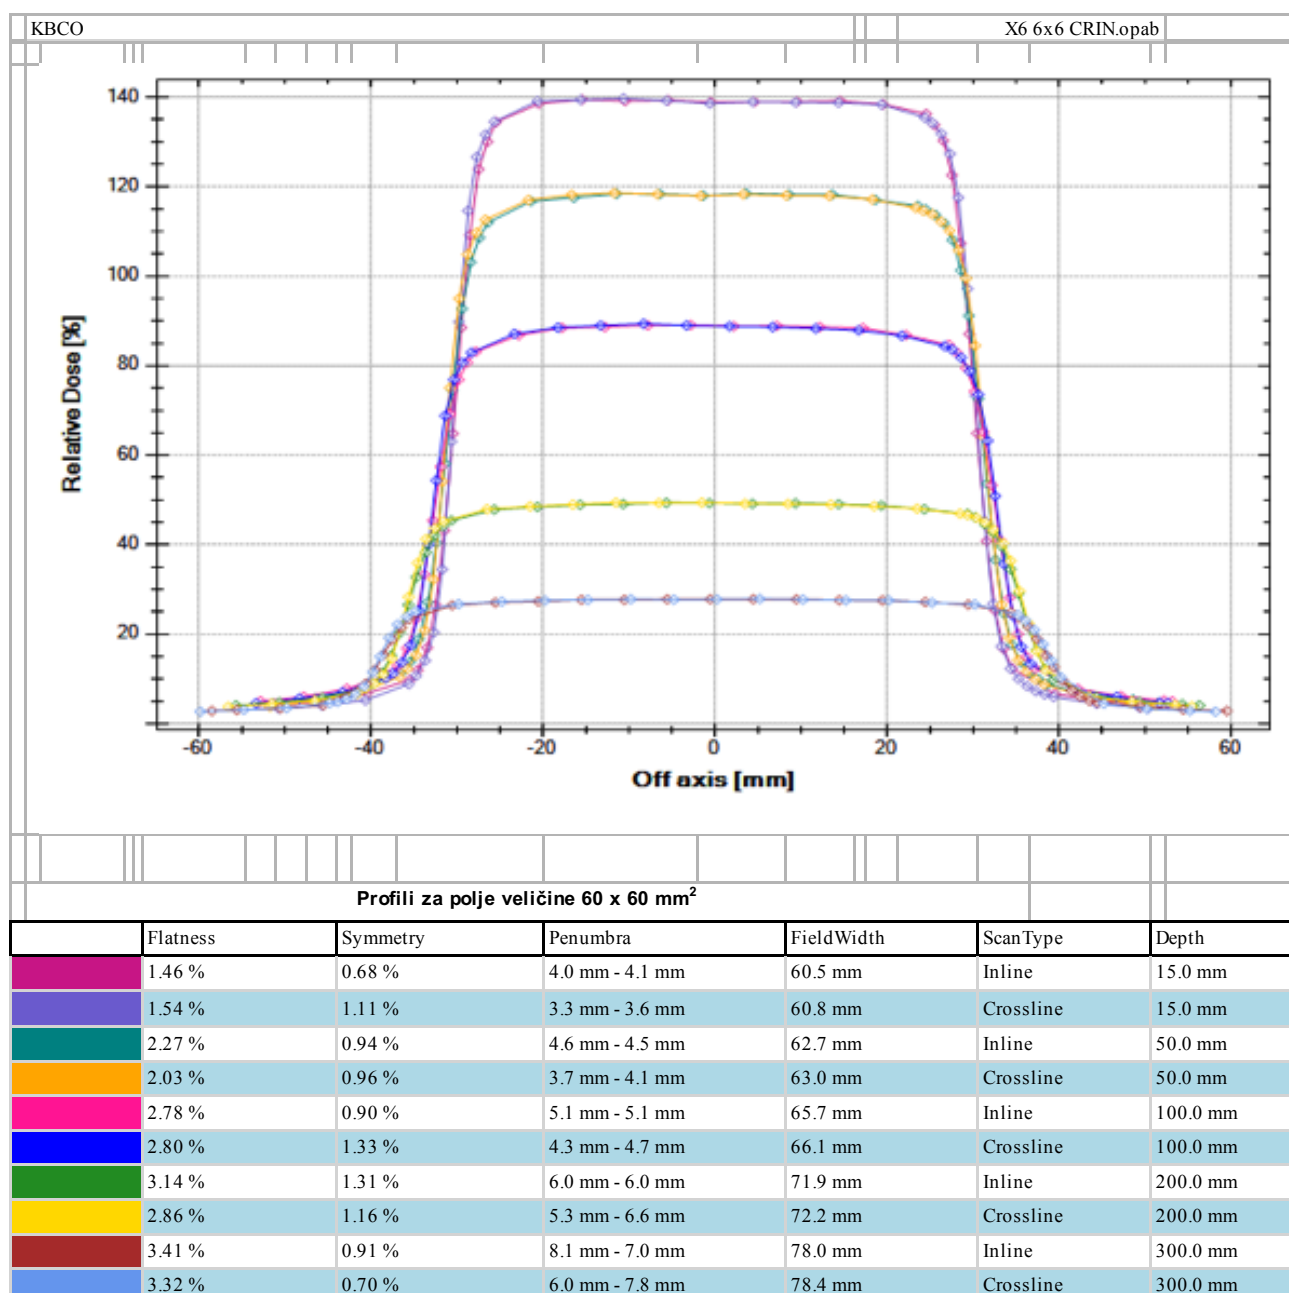 KBCO X6 6x6 CRIN.opab
140
120
100
80
60
40
20
Relative Dose [%]
-60 -40 -20 0 20 40 60
Off axis [mm]
Profili za polje veličine 60 x 60 mm²
Flatness Symmetry Penumbra FieldWidth ScanType Depth
1.46 % 0.68 % 4.0 mm - 4.1 mm 60.5 mm Inline 15.0 mm
1.54 % 1.11 % 3.3 mm - 3.6 mm 60.8 mm Crossline 15.0 mm
2.27 % 0.94 % 4.6 mm - 4.5 mm 62.7 mm Inline 50.0 mm
2.03 % 0.96 % 3.7 mm - 4.1 mm 63.0 mm Crossline 50.0 mm
2.78 % 0.90 % 5.1 mm - 5.1 mm 65.7 mm Inline 100.0 mm
2.80 % 1.33 % 4.3 mm - 4.7 mm 66.1 mm Crossline 100.0 mm
3.14 % 1.31 % 6.0 mm - 6.0 mm 71.9 mm Inline 200.0 mm
2.86 % 1.16 % 5.3 mm - 6.6 mm 72.2 mm Crossline 200.0 mm
3.41 % 0.91 % 8.1 mm - 7.0 mm 78.0 mm Inline 300.0 mm
3.32 % 0.70 % 6.0 mm - 7.8 mm 78.4 mm Crossline 300.0 mm